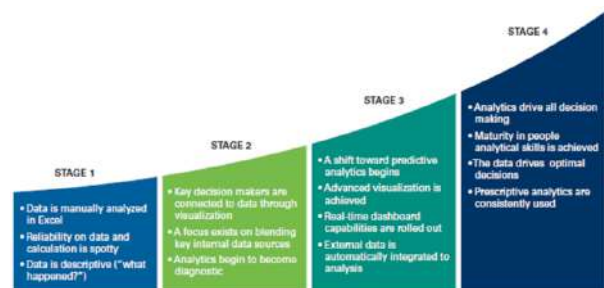 STAGE 1
• Data is manually analyzed
in Excel
• Reliability on data and
calculation is spotty
• Data is descriptive ("what
happened?")
STAGE 2
• Key decision makers are
connected to data through
visualization
• A focus exists on blending
key internal data sources
• Analytics begin to become
diagnostic
STAGE 3
• A shift toward predictive
analytics begins
• Advanced visualization is
achieved
• Real-time dashboard
capabilities are rolled out
• External data is
automatically integrated to
analysis
STAGE 4
• Analytics drive all decision
making
• Maturity in people
analytical skills is achieved
• The data drives optimal
decisions
• Prescriptive analytics are
consistently used